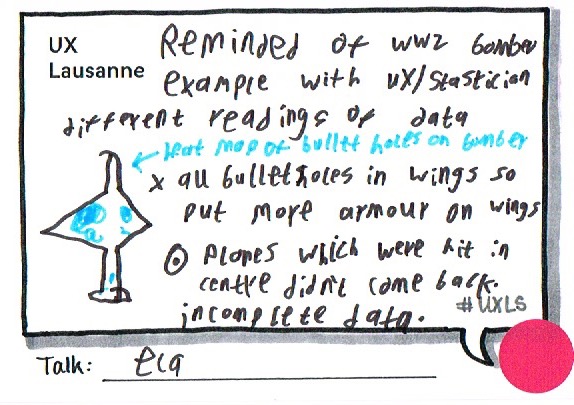 UX
Lausanne
Reminded of WW2 bomber
example with UX/Stastician
different readings of data
Heat map of bullet holes on bomber
x all bullet holes in wings so
put more armour on wings
Planes which were hit in
centre didn't come back.
incomplete data.
#UXLS
Talk: Era